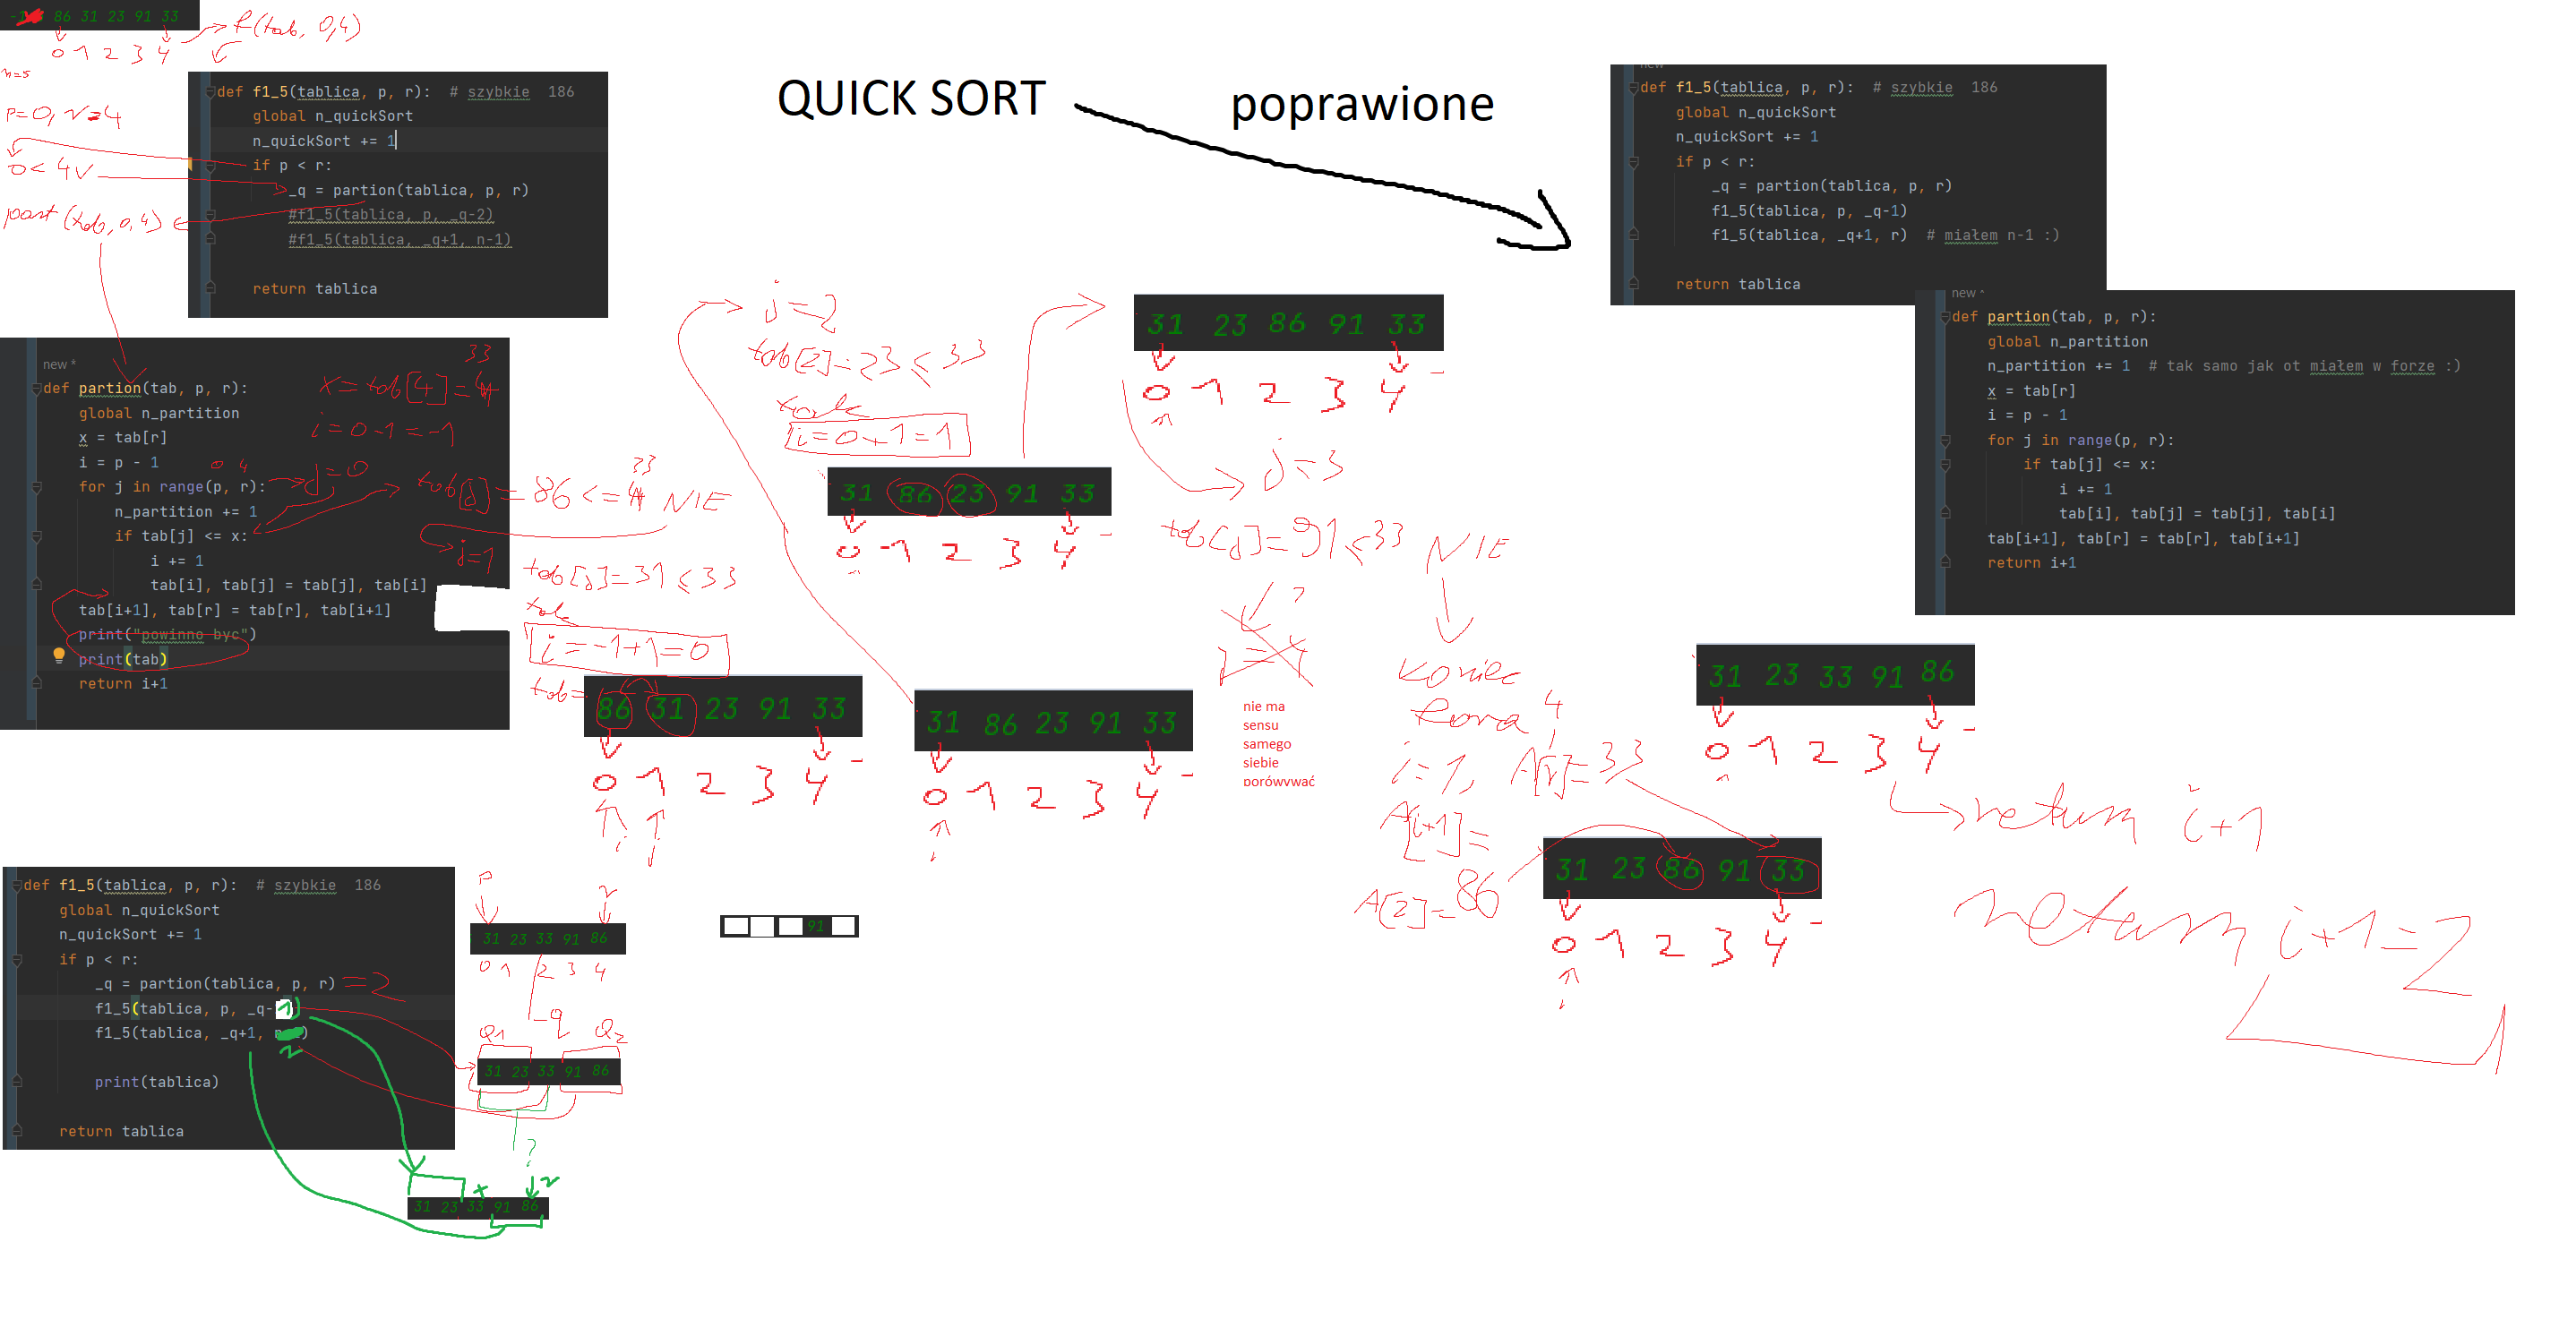 86 31 23 91 33
0 1 2 3 4
f(tab, 0,4)
n=5
p=0, r=4
0 < 4 v
part(tab, 0,4)
def f1_5(tablica, p, r):  # szybkie  186
global n_quickSort
n_quickSort += 1
if p < r:
_q = partion(tablica, p, r)
#f1_5(tablica, p, _q-2)
#f1_5(tablica, _q+1, n-1)
return tablica
QUICK SORT
poprawione
new
def f1_5(tablica, p, r):  # szybkie  186
global n_quickSort
n_quickSort += 1
if p < r:
_q = partion(tablica, p, r)
f1_5(tablica, p, _q-1)
f1_5(tablica, _q+1, r)  # miałem n-1 :)
return tablica
new *
def partion(tab, p, r):
global n_partition
n_partition += 1  # tak samo jak ot miałem w forze :)
x = tab[r]
i = p - 1
for j in range(p, r):
if tab[j] <= x:
i += 1
tab[i], tab[j] = tab[j], tab[i]
tab[i+1], tab[r] = tab[r], tab[i+1]
return i+1
new *
def partion(tab, p, r):
global n_partition
x = tab[r]
i = p - 1
for j in range(p, r):
n_partition += 1
if tab[j] <= x:
i += 1
tab[i], tab[j] = tab[j], tab[i]
tab[i+1], tab[r] = tab[r], tab[i+1]
print("powinno byc")
print(tab)
return i+1
33
x = tab[4] =
i = 0-1 = -1
0 4
j=0
33
tab[j] = 86 <= NIE
j=1
tab[j]=31 ≤ 33
tak
i=-1+1=0
tab=
86 31 23 91 33
0 1 2 3 4
i j
31 86 23 91 33
0 1 2 3 4
j=2
tab[2]=23 ≤ 33
tak
i=0+1=1
31 86 23 91 33
0 1 2 3 4
31 23 86 91 33
0 1 2 3 4
j=3
tab[j]=91 ≤ 33 NIE
?
nie ma
sensu
samego
siebie
porówywać
koniec
fora
4
i=1, A[r]=33
A[i+1]=
A[2]=86
31 23 86 91 33
0 1 2 3 4
31 23 33 91 86
0 1 2 3 4
return i+1
return i+1=2
def f1_5(tablica, p, r):  # szybkie  186
global n_quickSort
n_quickSort += 1
if p < r:
_q = partion(tablica, p, r) =2
f1_5(tablica, p, _q-1)
f1_5(tablica, _q+1, r)
print(tablica)
return tablica
p r
31 23 33 91 86
0 1 2 3 4
_q
Q1 Q2
31 23 33 91 86
?
x r
31 23 33 91 86
91